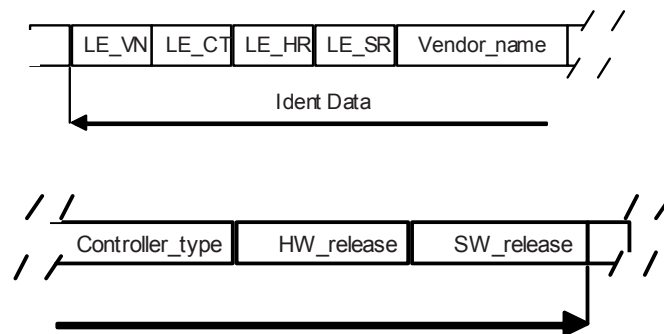 LE_VN LE_CT LE_HR LE_SR Vendor_name
Ident Data
Controller_type HW_release SW_release